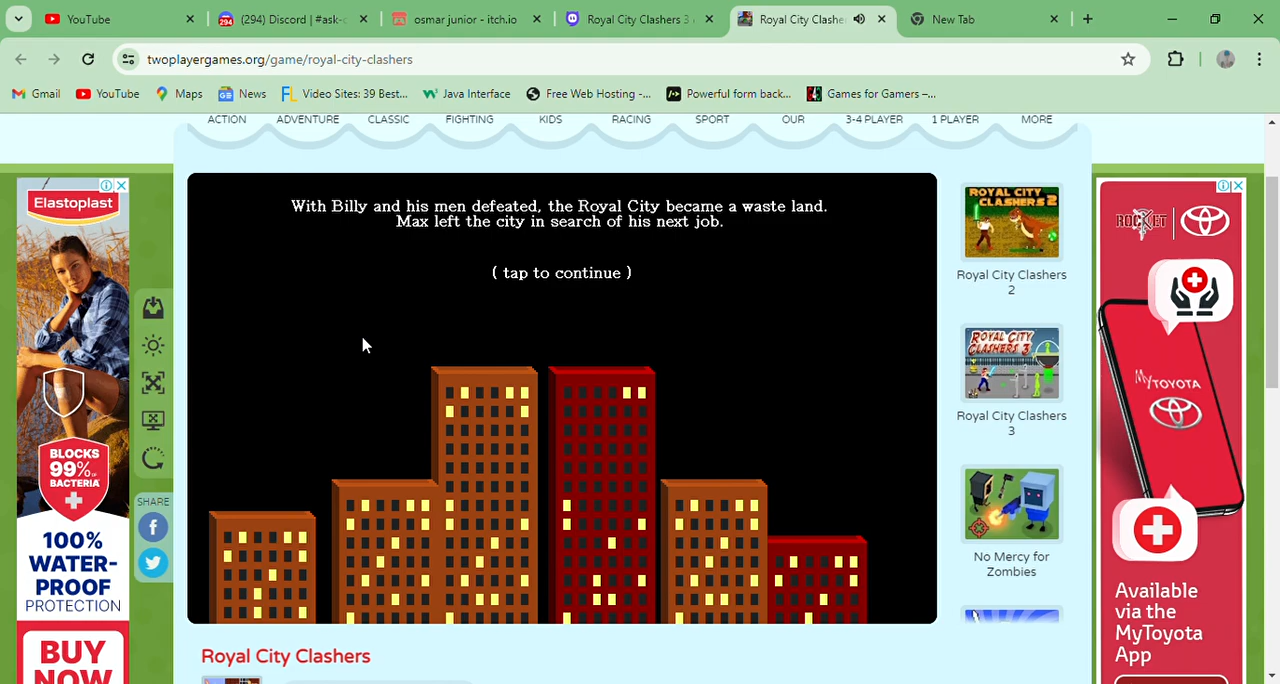 YouTube
(294) Discord | #ask-c
osmar junior - itch.io
Royal City Clashers 3
Royal City Clashe
New Tab
twoplayergames.org/game/royal-city-clashers
Gmail
YouTube
Maps
News
Video Sites: 39 Best...
Java Interface
Free Web Hosting -...
Powerful form back...
Games for Gamers –...
ACTION
ADVENTURE
CLASSIC
FIGHTING
KIDS
RACING
SPORT
OUR
3-4 PLAYER
1 PLAYER
MORE
Elastoplast
BLOCKS
99% OF
BACTERIA
100%
WATER-
PROOF
PROTECTION
BUY
NOW
SHARE
With Billy and his men defeated, the Royal City became a waste land.
Max left the city in search of his next job.
( tap to continue )
Royal City Clashers
ROYAL CITY
CLASHERS 2
Royal City Clashers
2
ROYAL CITY
CLASHERS 3
Royal City Clashers
3
No Mercy for
Zombies
ROCKET
TOYOTA
MyTOYOTA
Available
via the
MyToyota
App